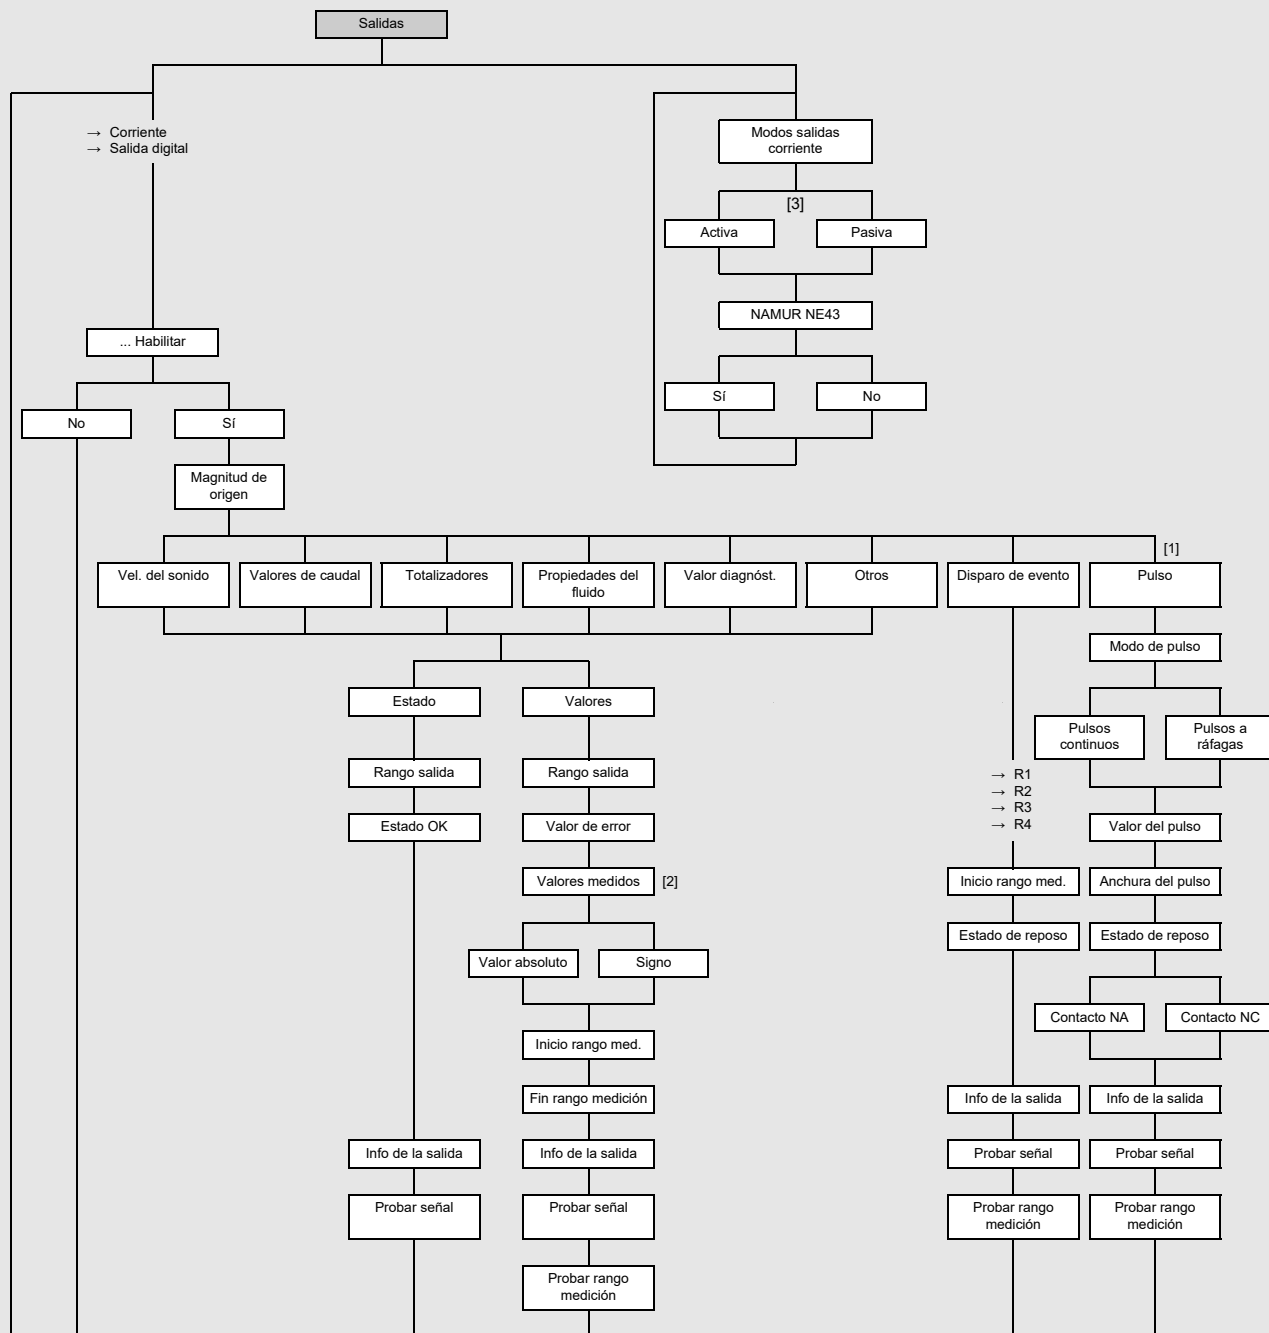 Salidas
→ Corriente
→ Salida digital
Modos salidas
corriente
[3]
Activa
Pasiva
NAMUR NE43
... Habilitar
Sí
No
No
Sí
Magnitud de
origen
[1]
Vel. del sonido
Valores de caudal
Totalizadores
Propiedades del
fluido
Valor diagnóst.
Otros
Disparo de evento
Pulso
Modo de pulso
Estado
Valores
Pulsos
continuos
Pulsos a
ráfagas
Rango salida
Rango salida
→ R1
→ R2
→ R3
→ R4
Estado OK
Valor de error
Valor del pulso
Valores medidos
[2]
Inicio rango med.
Anchura del pulso
Estado de reposo
Estado de reposo
Valor absoluto
Signo
Contacto NA
Contacto NC
Inicio rango med.
Fin rango medición
Info de la salida
Info de la salida
Info de la salida
Info de la salida
Probar señal
Probar señal
Probar señal
Probar señal
Probar rango
medición
Probar rango
medición
Probar rango
medición